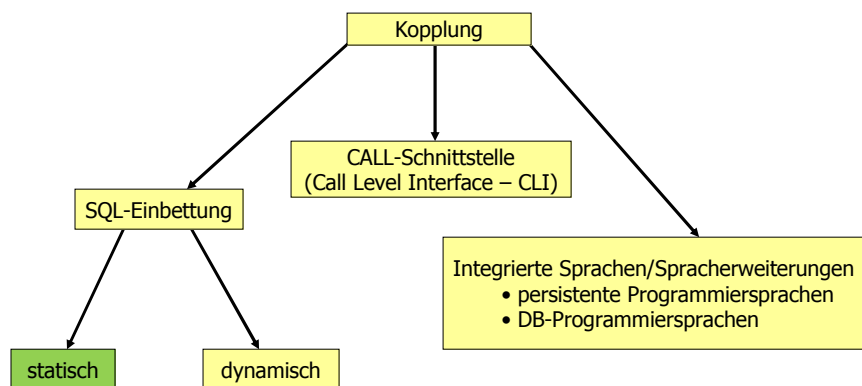 Kopplung
CALL-Schnittstelle
(Call Level Interface – CLI)
SQL-Einbettung
Integrierte Sprachen/Spracherweiterungen
• persistente Programmiersprachen
• DB-Programmiersprachen
statisch
dynamisch